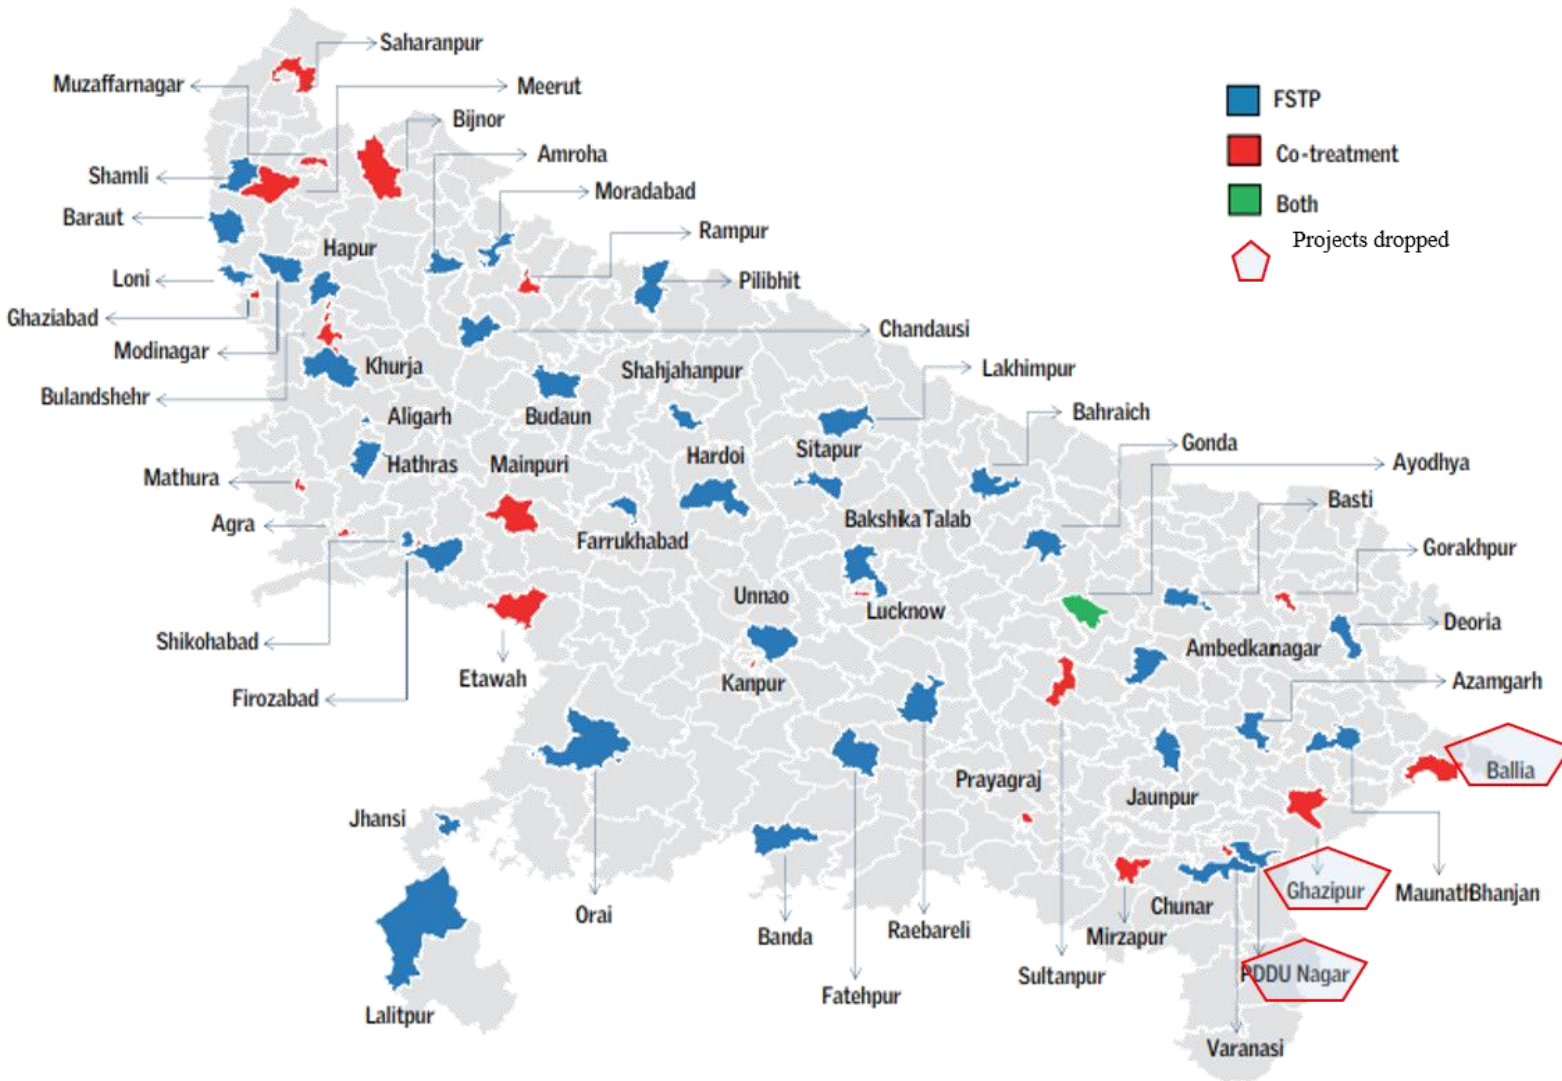 Saharanpur
Muzaffarnagar
Meerut
Bijnor
FSTP
Amroha
Co-treatment
Shamli
Moradabad
Both
Baraut
Rampur
Projects dropped
Hapur
Loni
Pilibhit
Ghaziabad
Chandausi
Modinagar
Khurja
Shahjahanpur
Lakhimpur
Bulandshehr
Aligarh
Budaun
Bahraich
Sitapur
Gonda
Hardoi
Hathras
Mainpuri
Ayodhya
Mathura
Basti
Agra
Bakshika Talab
Farrukhabad
Gorakhpur
Unnao
Lucknow
Deoria
Shikohabad
Ambedkarnagar
Etawah
Kanpur
Azamgarh
Firozabad
Prayagraj
Ballia
Jaunpur
Jhansi
Ghazipur
MaunathBhanjan
Chunar
Orai
Raebareli
Banda
Mirzapur
Sultanpur
PDDU Nagar
Fatehpur
Lalitpur
Varanasi